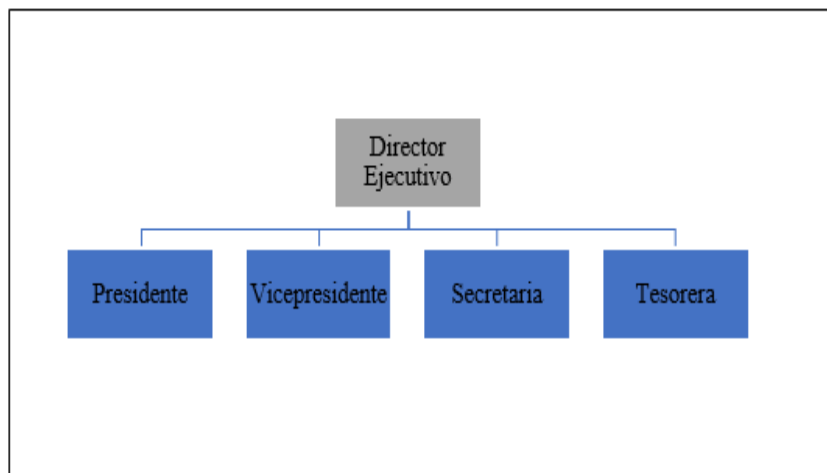 Director
Ejecutivo
Presidente
Vicepresidente
Secretaria
Tesorera